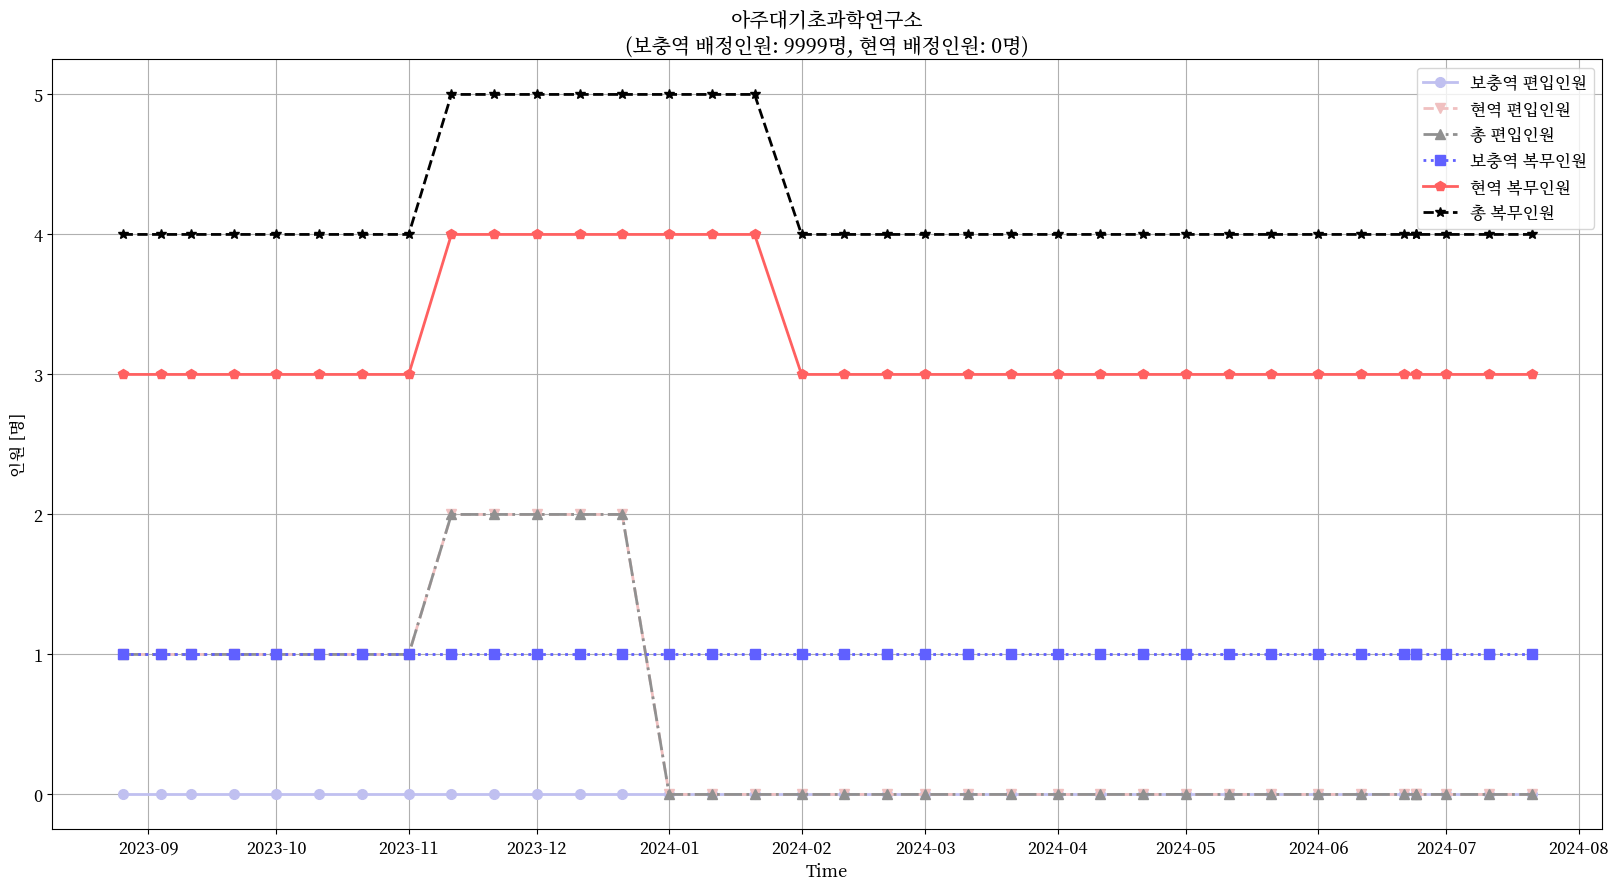 아주대기초과학연구소
(보충역 배정인원: 9999명, 현역 배정인원: 0명)
보충역 편입인원
현역 편입인원
총 편입인원
보충역 복무인원
현역 복무인원
총 복무인원
5
4
3
2
1
0
인원 [명]
2023-09 2023-10 2023-11 2023-12 2024-01 2024-02 2024-03 2024-04 2024-05 2024-06 2024-07 2024-08
Time